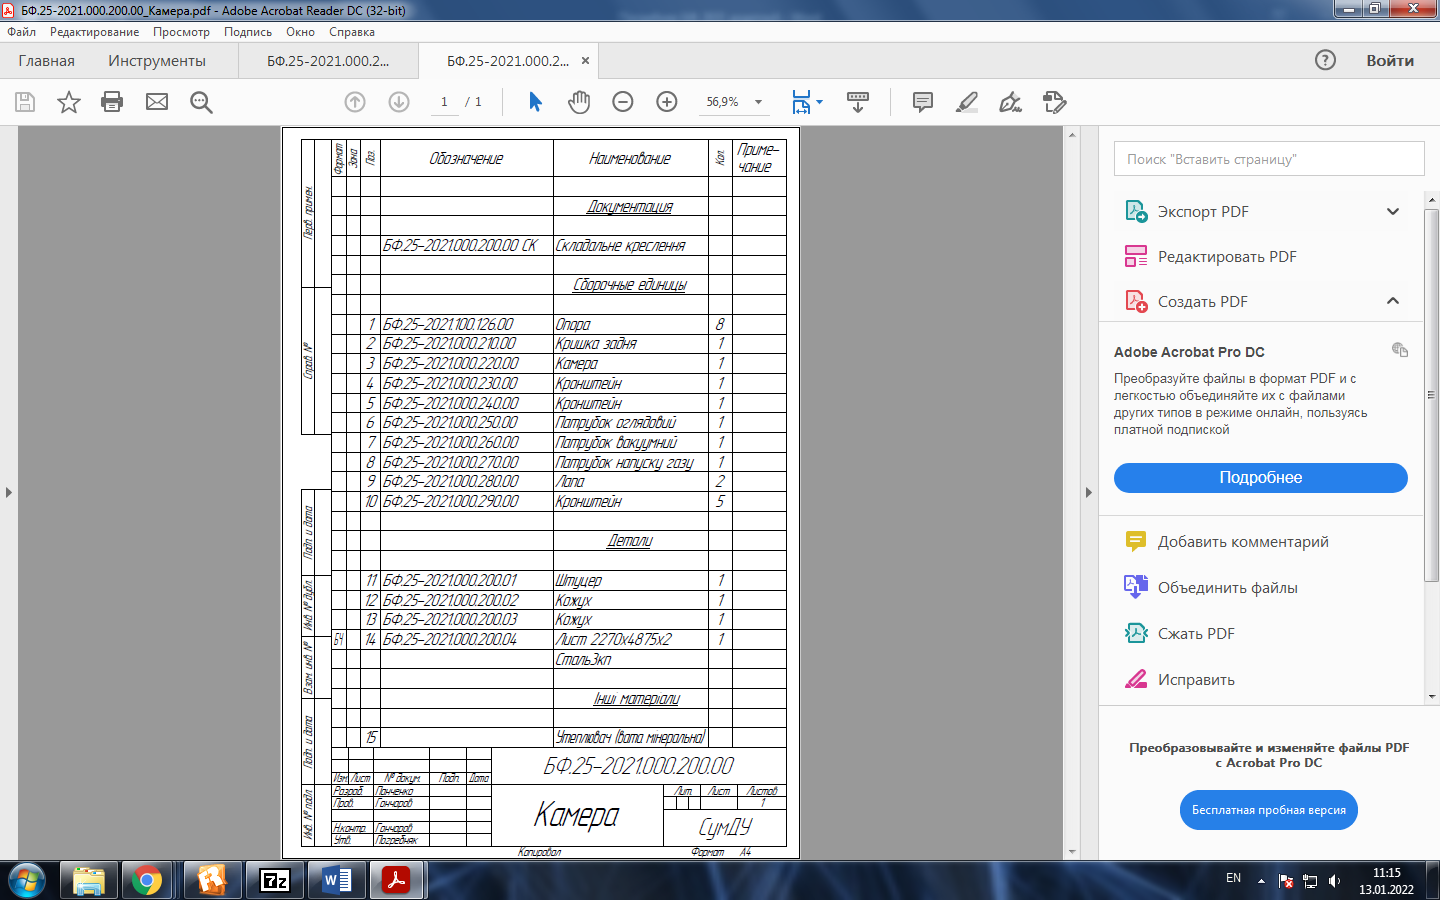 БФ.25-2021.000.200.00_Камера.pdf - Adobe Acrobat Reader DC (32-bit)
Файл Редактирование Просмотр Подпись Окно Справка
Главная Инструменты БФ.25-2021.000.2... БФ.25-2021.000.2... × Войти
1 / 1 56,9%
Формат Зона Поз. Обозначение Наименование Кол. Приме-
чание
Перв. примен.
Документация
БФ.25-2021.000.200.00 СК Складальне креслення
Сборочные единицы
Справ №
1 БФ.25-2021.100.126.00 Опора 8
2 БФ.25-2021.000.210.00 Кришка задня 1
3 БФ.25-2021.000.220.00 Камера 1
4 БФ.25-2021.000.230.00 Кронштейн 1
5 БФ.25-2021.000.240.00 Кронштейн 1
6 БФ.25-2021.000.250.00 Патрубок оглядовий 1
7 БФ.25-2021.000.260.00 Патрубок вакуумний 1
8 БФ.25-2021.000.270.00 Патрубок напуску газу 1
9 БФ.25-2021.000.280.00 Лапа 2
10 БФ.25-2021.000.290.00 Кронштейн 5
Подп. и дата
Детали
11 БФ.25-2021.000.200.01 Штуцер 1
12 БФ.25-2021.000.200.02 Кожух 1
13 БФ.25-2021.000.200.03 Кожух 1
БЧ 14 БФ.25-2021.000.200.04 Лист 2270x4875x2 1
Сталь3кп
Инв. № дубл.
Взам. инв. №
Інші матеріали
15 Утеплювач (вата мінеральна)
Подп. и дата
Инв. № подл.
БФ.25-2021.000.200.00
Изм. Лист № докум. Подп. Дата
Разраб. Панченко
Пров. Гончаров
Н.контр. Гончаров
Утв. Погребняк
Камера
Лит. Лист Листов
1
СумДУ
Копировал Формат A4
Поиск "Вставить страницу"
Экспорт PDF
Редактировать PDF
Создать PDF
Adobe Acrobat Pro DC
Преобразуйте файлы в формат PDF и с
легкостью объединяйте их с файлами
других типов в режиме онлайн, пользуясь
платной подпиской
Подробнее
Добавить комментарий
Объединить файлы
Сжать PDF
Исправить
Преобразовывайте и изменяйте файлы PDF
с Acrobat Pro DC
Бесплатная пробная версия
7z W EN 11:15
13.01.2022